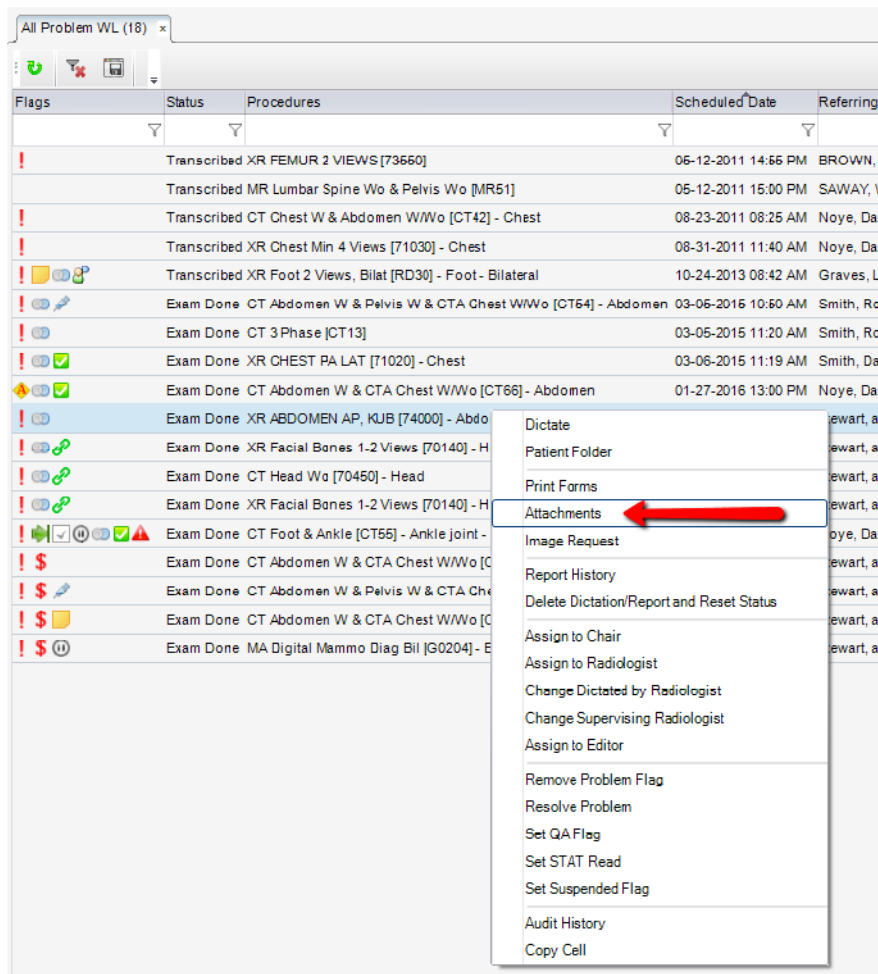 All Problem WL (18) x
Flags Status Procedures Scheduled Date Referring
Transcribed XR FEMUR 2 VIEWS [73550] 05-12-2011 14:55 PM BROWN,
Transcribed MR Lumbar Spine Wo & Pelvis Wo [MR51] 05-12-2011 15:00 PM SAWAY,
Transcribed CT Chest W & Abdomen W/Wo [CT42] - Chest 08-23-2011 08:25 AM Noye, Da
Transcribed XR Chest Min 4 Views [71030] - Chest 08-31-2011 11:40 AM Noye, Da
Transcribed XR Foot 2 Views, Bilat [RD30] - Foot - Bilateral 10-24-2013 08:42 AM Graves, L
Exam Done CT Abdomen W & Pelvis W & CTA Chest W/Wo [CT64] - Abdomen 03-05-2015 10:50 AM Smith, Ro
Exam Done CT 3 Phase [CT13] 03-05-2015 11:20 AM Smith, Ro
Exam Done XR CHEST PA LAT [71020] - Chest 03-06-2015 11:19 AM Smith, Da
A Exam Done CT Abdomen W & CTA Chest W/Wo [CT66] - Abdomen 01-27-2016 13:00 PM Noye, Da
Exam Done XR ABDOMEN AP, KUB [74000] - Abdo ewart, a
Exam Done XR Facial Bones 1-2 Views [70140] - H ewart, a
Exam Done CT Head Wo [70450] - Head ewart, a
Exam Done XR Facial Bones 1-2 Views [70140] - H ewart, a
Exam Done CT Foot & Ankle [CT55] - Ankle joint - oye, Da
$ Exam Done CT Abdomen W & CTA Chest W/Wo [C ewart, a
$ Exam Done CT Abdomen W & Pelvis W & CTA Che ewart, a
$ Exam Done CT Abdomen W & CTA Chest W/Wo [C ewart, a
$ Exam Done MA Digital Mammo Diag Bil [G0204] - E ewart, a
Dictate
Patient Folder
Print Forms
Attachments
Image Request
Report History
Delete Dictation/Report and Reset Status
Assign to Chair
Assign to Radiologist
Change Dictated by Radiologist
Change Supervising Radiologist
Assign to Editor
Remove Problem Flag
Resolve Problem
Set QA Flag
Set STAT Read
Set Suspended Flag
Audit History
Copy Cell